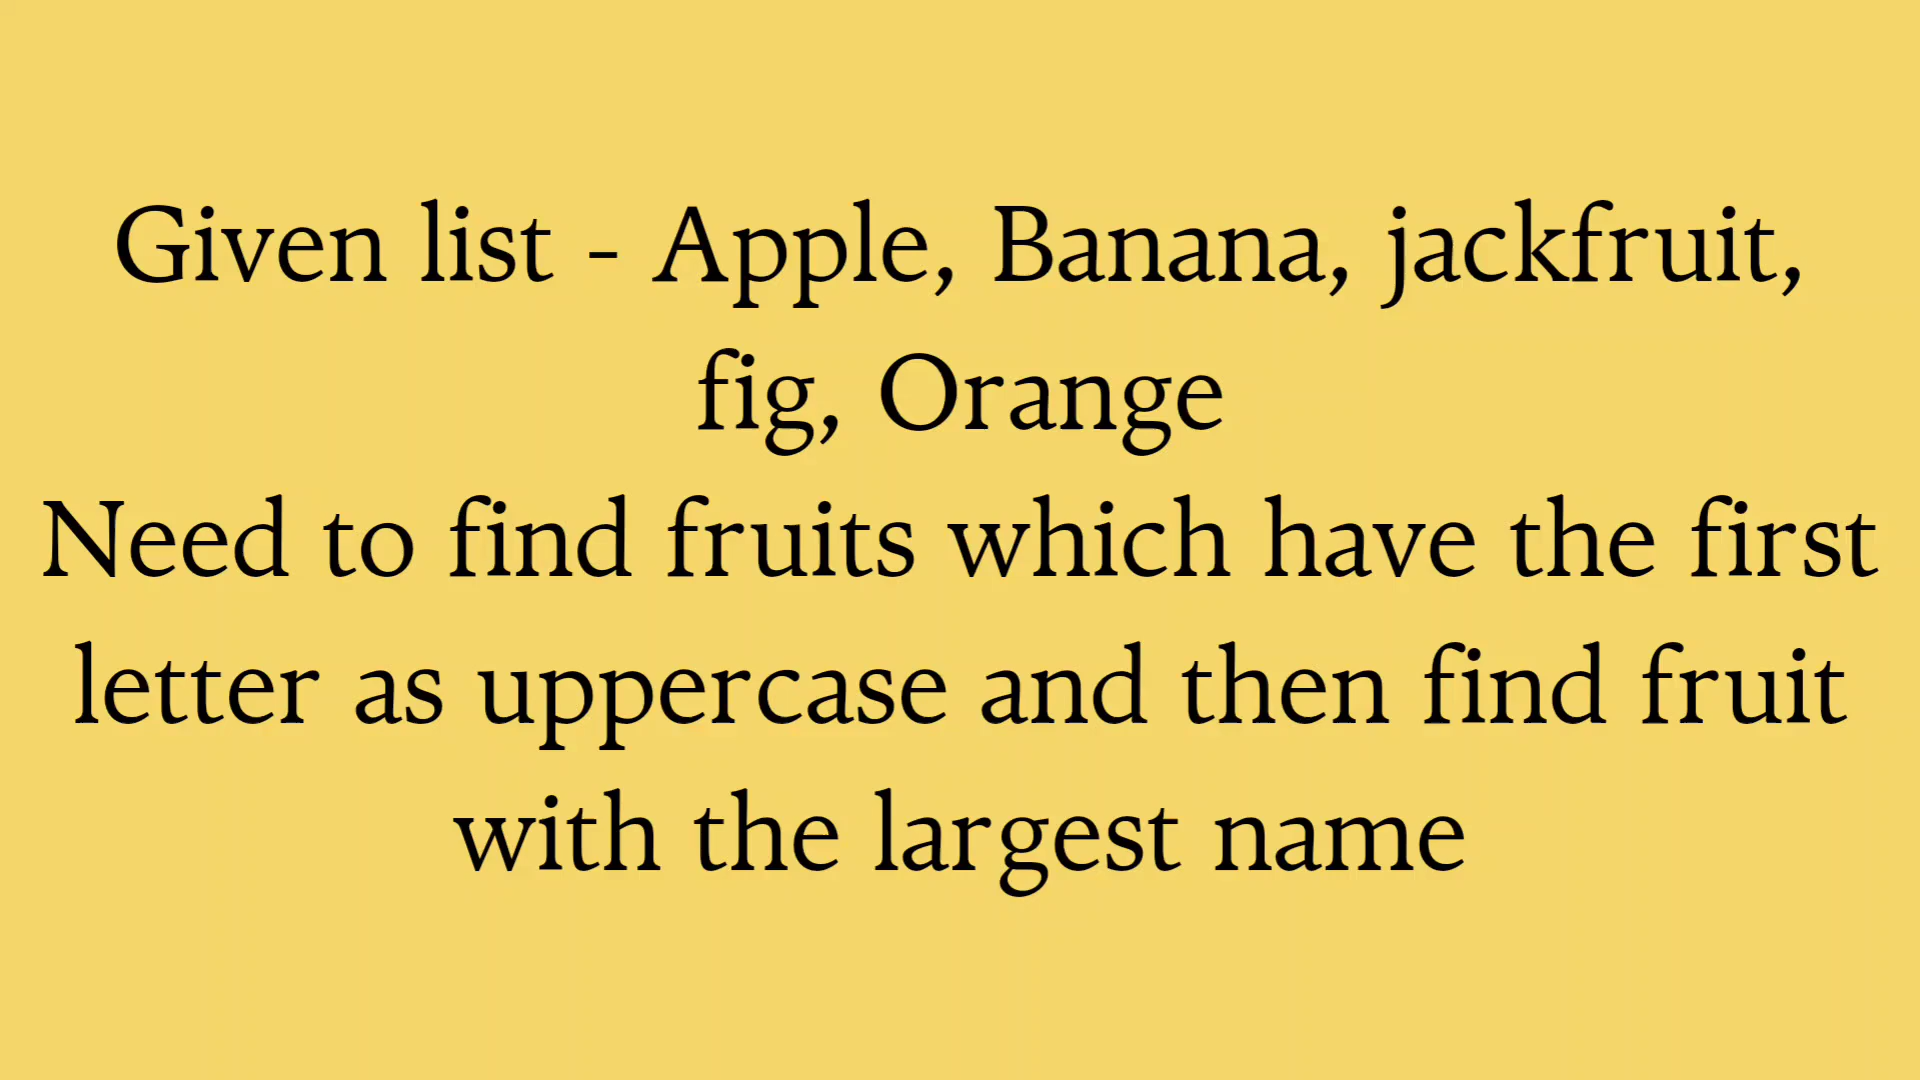 Given list - Apple, Banana, jackfruit,
fig, Orange
Need to find fruits which have the first
letter as uppercase and then find fruit
with the largest name